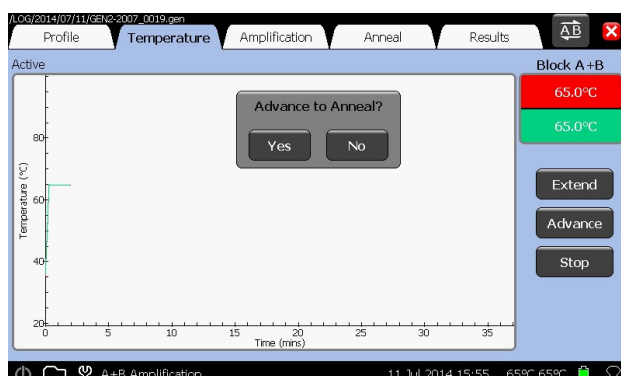 /LOG/2014/07/11/GEN2-2007_0019.gen
Profile Temperature Amplification Anneal Results AB
Active Block A+B
65.0°C
65.0°C
Advance to Anneal?
Yes No
Extend
Advance
Stop
Temperature (°C)
80
60
40
20
0 5 10 15 20 25 30 35
Time (mins)
A+B Amplification 11 Jul 2014 15:55 65°C 65°C